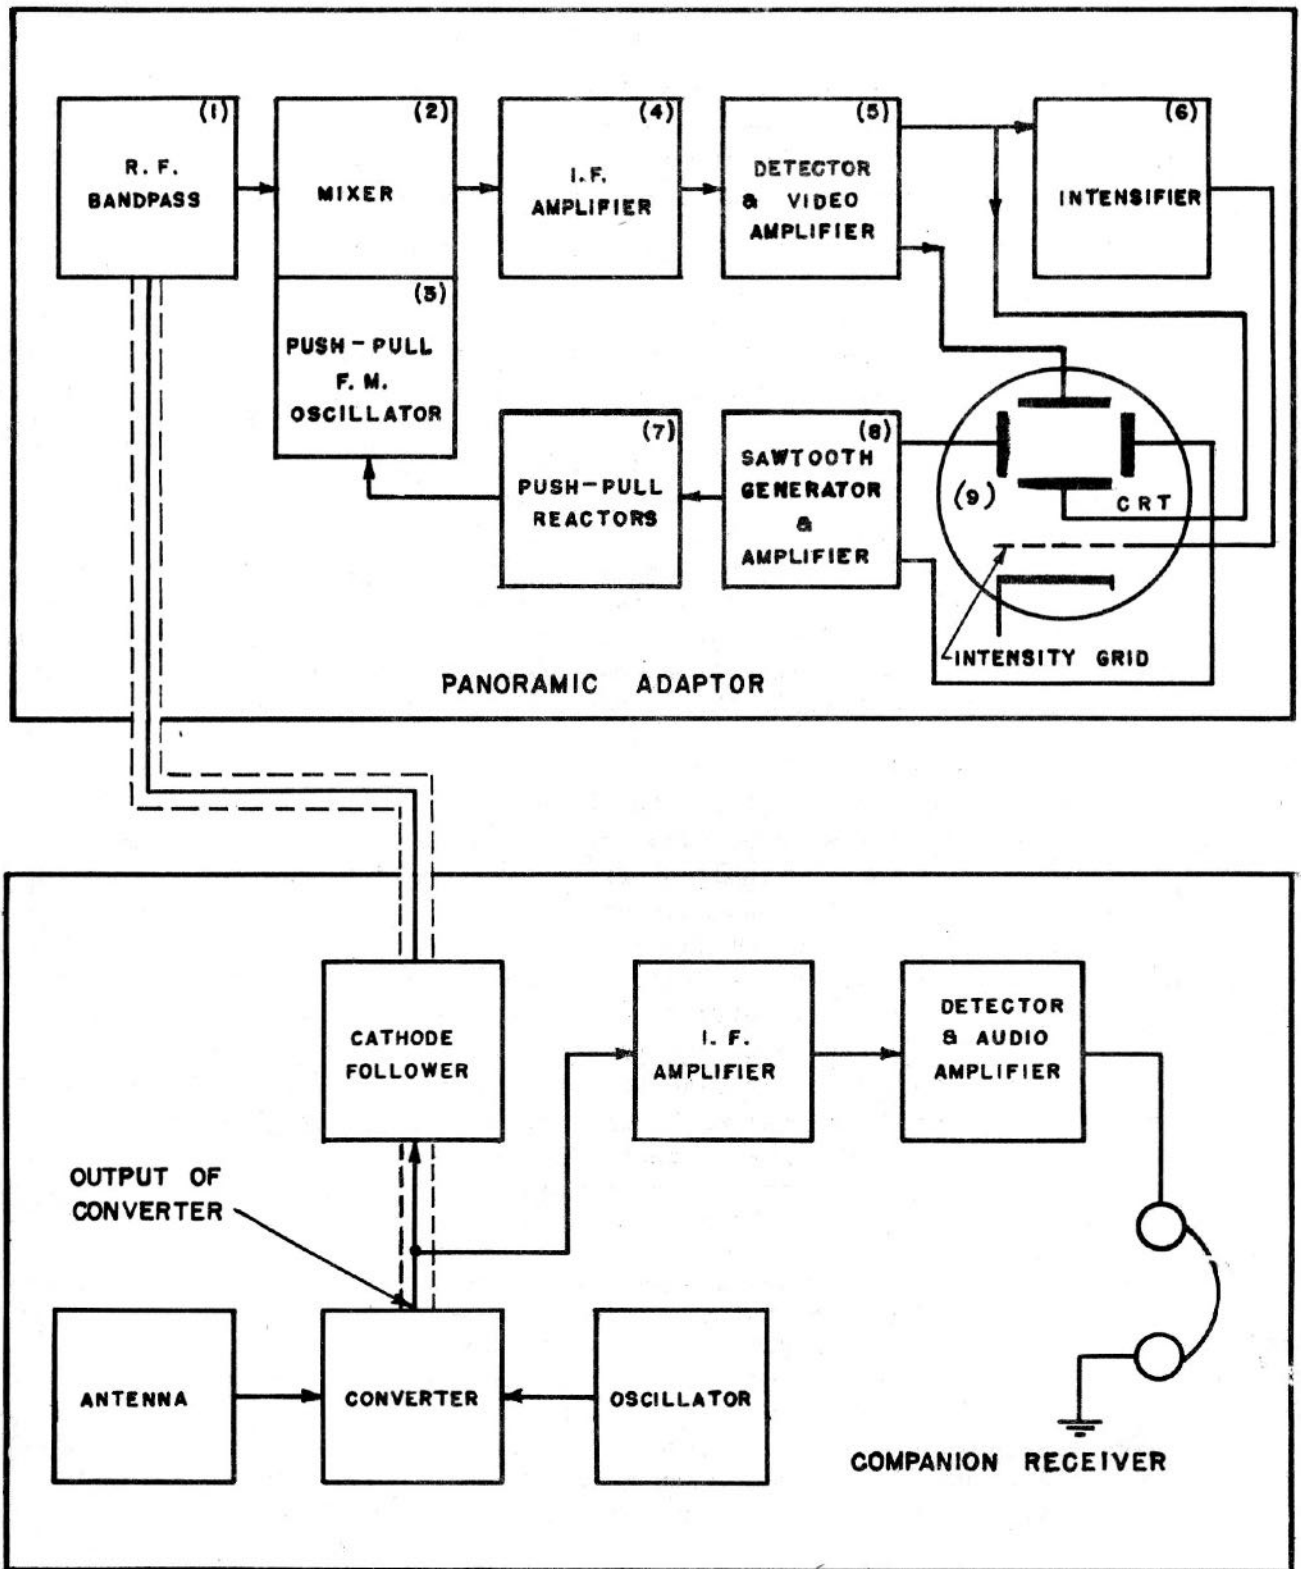 (1)
R. F.
BANDPASS
(2)
MIXER
(3)
PUSH-PULL
F. M.
OSCILLATOR
(4)
I.F.
AMPLIFIER
(5)
DETECTOR
& VIDEO
AMPLIFIER
(6)
INTENSIFIER
(7)
PUSH-PULL
REACTORS
(8)
SAWTOOTH
GENERATOR
&
AMPLIFIER
(9)
CRT
INTENSITY GRID
PANORAMIC ADAPTOR
CATHODE
FOLLOWER
I. F.
AMPLIFIER
DETECTOR
& AUDIO
AMPLIFIER
OUTPUT OF
CONVERTER
ANTENNA
CONVERTER
OSCILLATOR
COMPANION RECEIVER